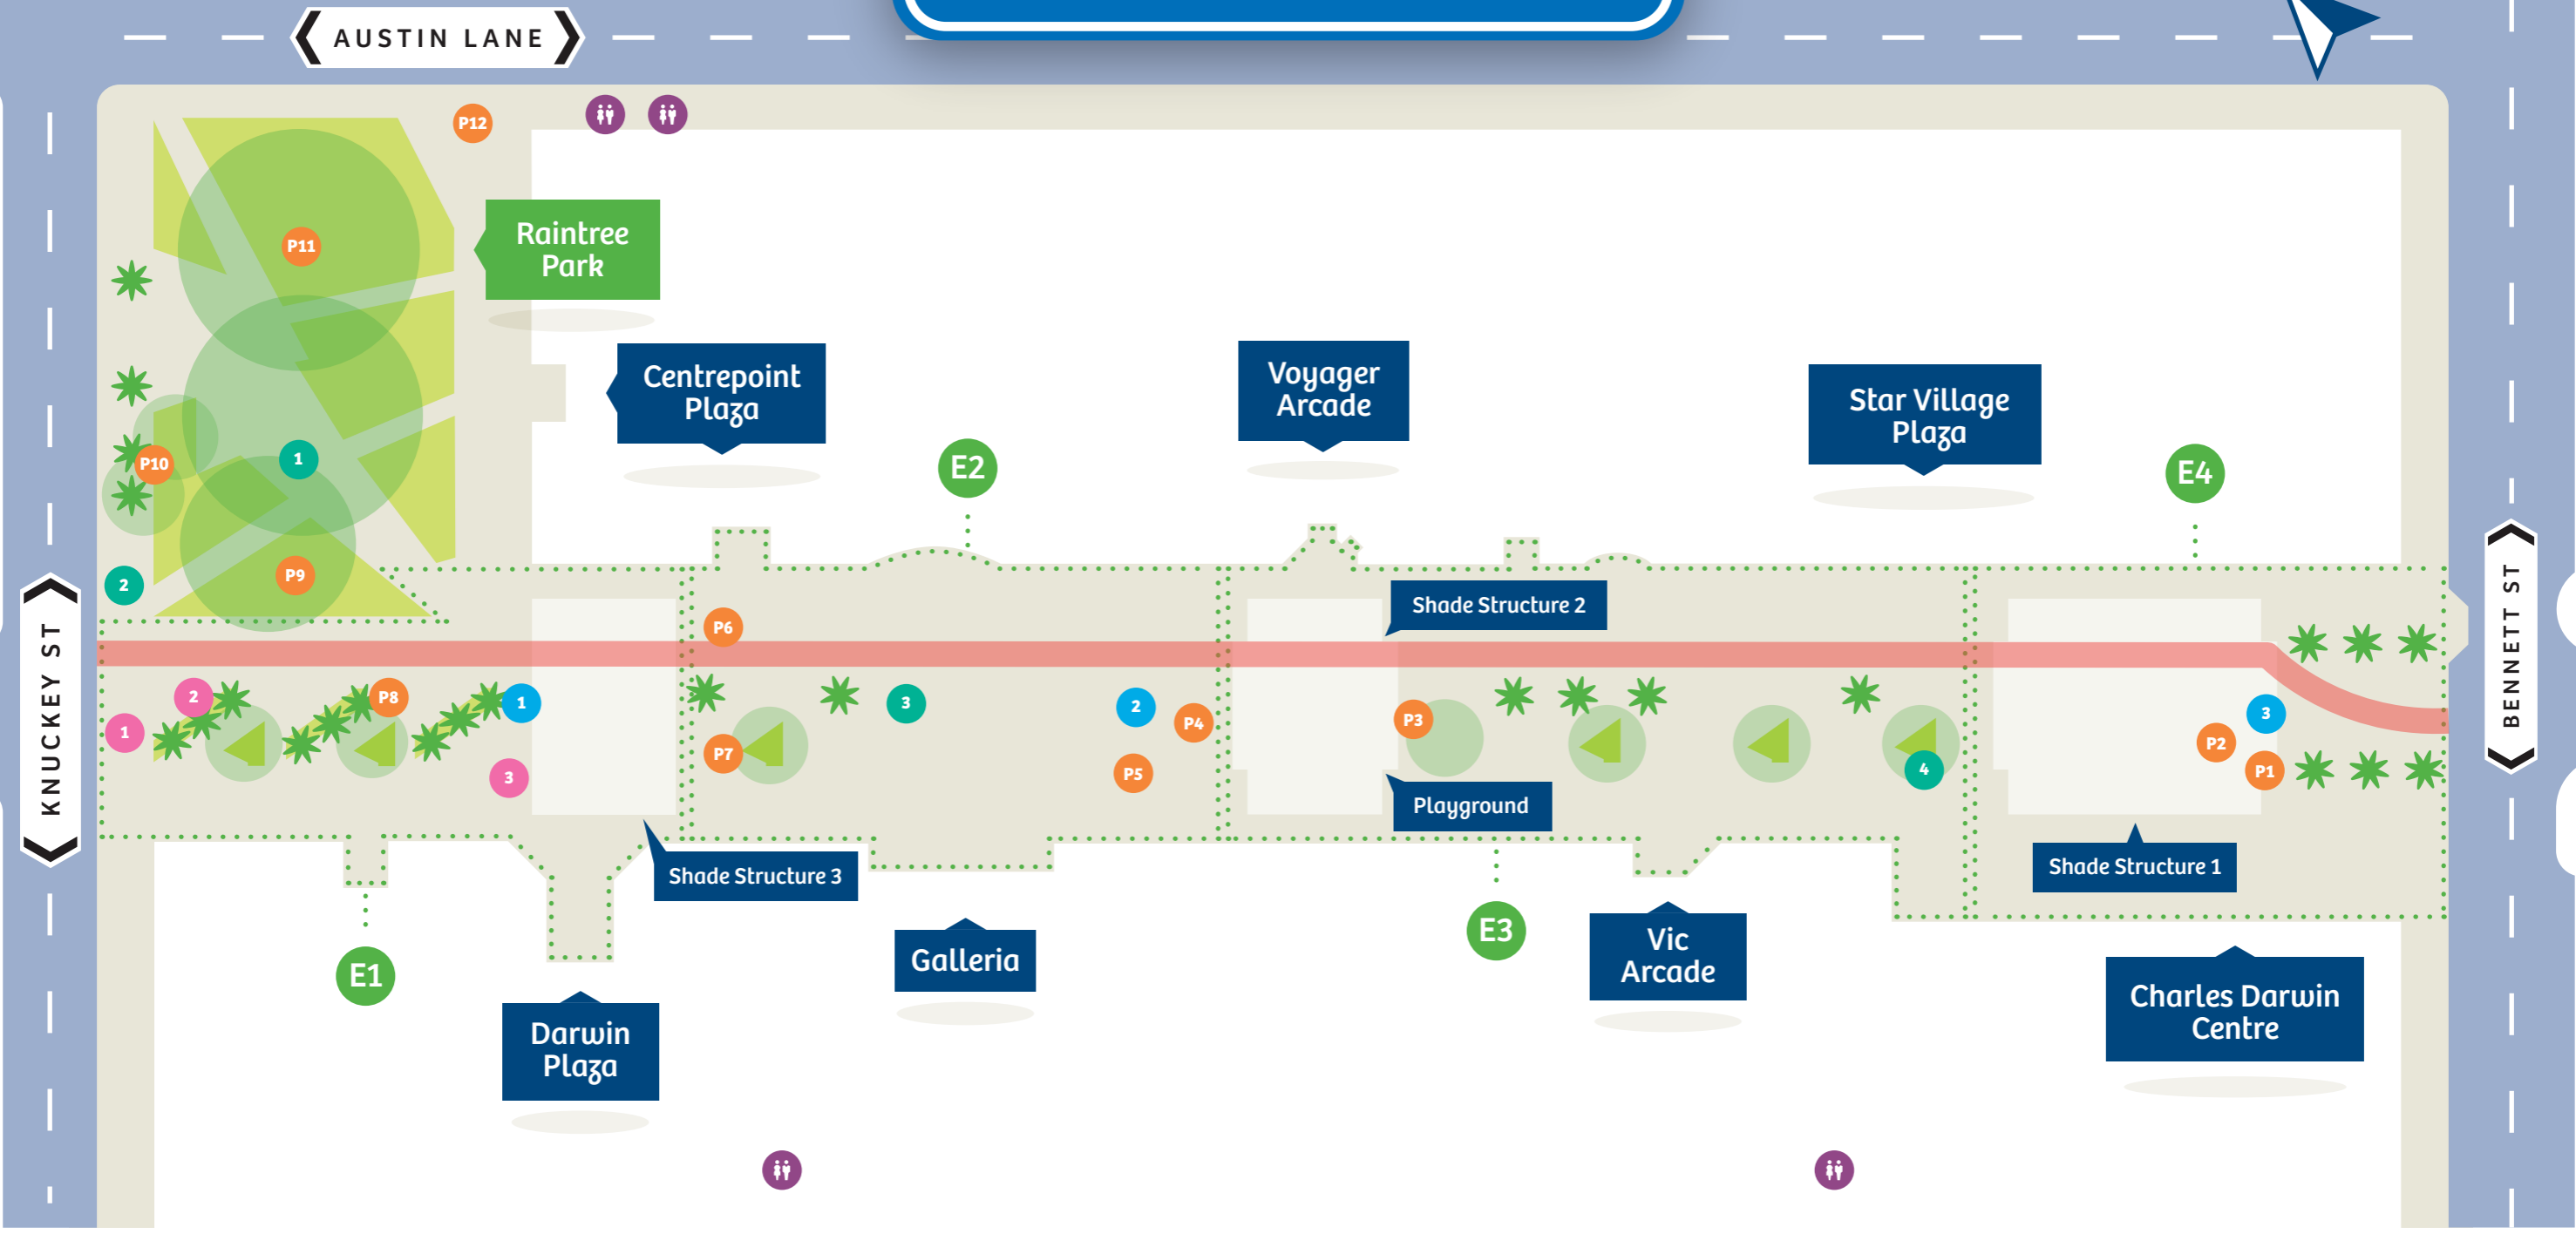 AUSTIN LANE
P12
P11
Raintree
Park
Centrepoint
Plaza
Voyager
Arcade
Star Village
Plaza
E2
E4
P10
1
2
P9
KNUCKEY ST
BENNETT ST
Shade Structure 2
P6
2
1
P8
1
3
P7
3
2
P4
P5
P3
4
3
P2
P1
Playground
Shade Structure 3
Shade Structure 1
E1
E3
Galleria
Vic
Arcade
Darwin
Plaza
Charles Darwin
Centre